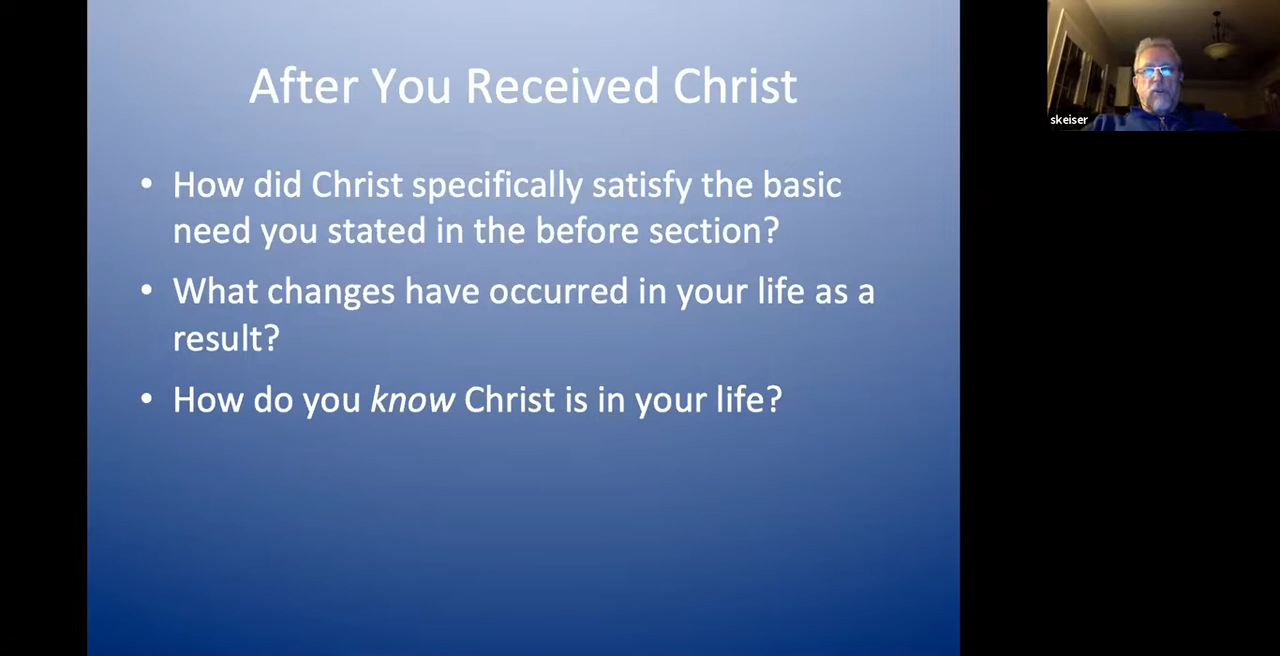 After You Received Christ
• How did Christ specifically satisfy the basic
need you stated in the before section?
• What changes have occurred in your life as a
result?
• How do you know Christ is in your life?
skeiser